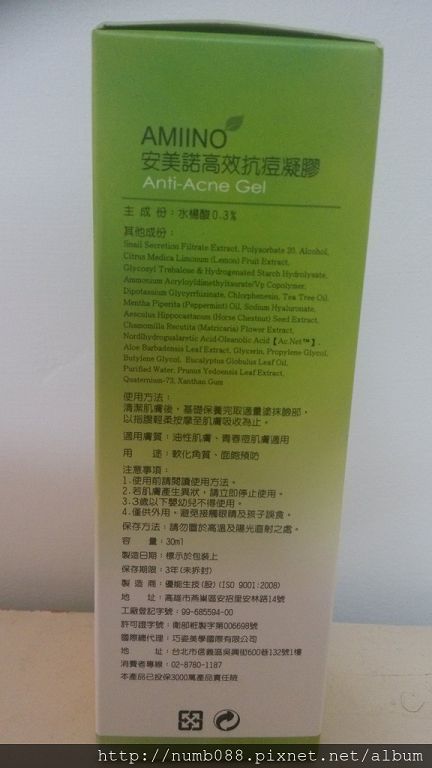 AMIINO
安美諾高效抗痘凝膠
Anti-Acne Gel
主 成 份：水楊酸0.3%
其他成份：
Snail Secretion Filtrate Extract, Polysorbate 20, Alcohol,
Citrus Medica Limonum (Lemon) Fruit Extract,
Glycosyl Trehalose & Hydrogenated Starch Hydrolysate,
Ammonium Acryloyldimethyltaurate/Vp Copolymer,
Dipotassium Glycyrrhizinate, Chlorphenesin, Tea Tree Oil,
Mentha Piperita (Peppermint) Oil, Sodium Hyaluronate,
Aesculus Hippocastanum (Horse Chestnut) Seed Extract,
Chamomilla Recutita (Matricaria) Flower Extract,
Nordihydroguaiaretic Acid·Oleanolic Acid【Ac.Net™】,
Aloe Barbadensis Leaf Extract, Glycerin, Propylene Glycol,
Butylene Glycol, Eucalyptus Globulus Leaf Oil,
Purified Water, Prunus Yedoensis Leaf Extract,
Quaternium-73, Xanthan Gum
使用方法：
清潔肌膚後，基礎保養完取適量塗抹臉部，
以指腹輕柔按摩至肌膚吸收為止。
適用膚質：油性肌膚、青春痘肌膚適用
用　　途：軟化角質、面皰預防
注意事項：
1.使用前請閱讀使用方法。
2.若肌膚產生異狀，請立即停止使用。
3.3歲以下嬰幼兒不得使用。
4.僅供外用，避免接觸眼睛及孩子誤食。
保存方法：請勿置於高溫及陽光直射之處。
容　　量：30ml
製造日期：標示於包裝上
保存期限：3年(未拆封)
製 造 商：優能生技(股) (ISO 9001:2008)
地　　址：高雄市燕巢區安招里安林路14號
工廠登記字號：99-685594-00
許可證字號：衛部粧製字第006698號
國際總代理：巧姿美學國際有限公司
地　　址：台北市信義區吳興街600巷132號1樓
消費者專線：02-8780-1187
本產品已投保3000萬產品責任險
http://numb088.pixnet.net/album